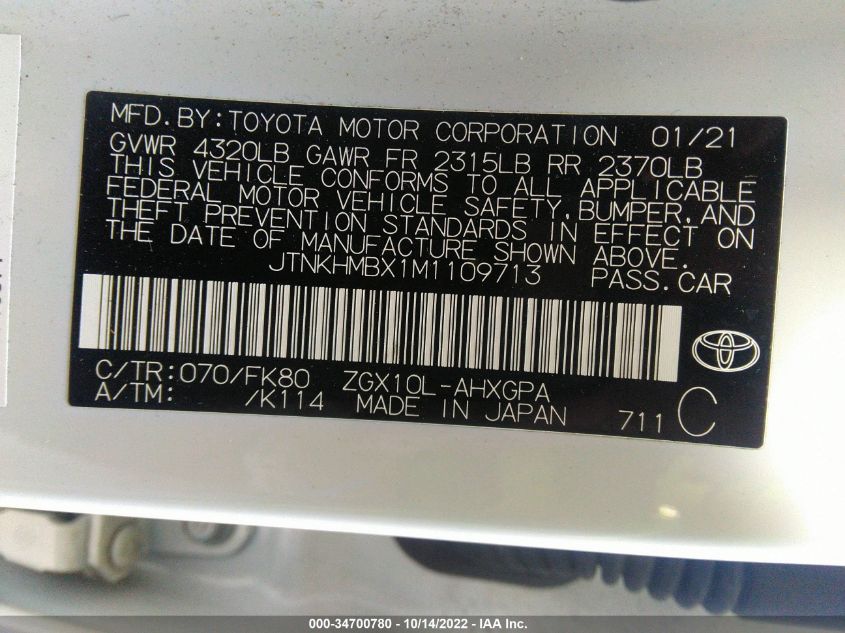 MFD.BY:TOYOTA MOTOR CORPORATION 01/21
GVWR 4320LB GAWR FR 2315LB RR 2370LB
THIS VEHICLE CONFORMS TO ALL APPLICABLE
FEDERAL MOTOR VEHICLE SAFETY,BUMPER,AND
THEFT PREVENTION STANDARDS IN EFFECT ON
THE DATE OF MANUFACTURE SHOWN ABOVE.
JTNKHMBX1M1109713 PASS.CAR
C/TR:070/FK80 ZGX10L-AHXGPA
A/TM: /K114 MADE IN JAPAN 711 C
000-34700780 - 10/14/2022 - IAA Inc.